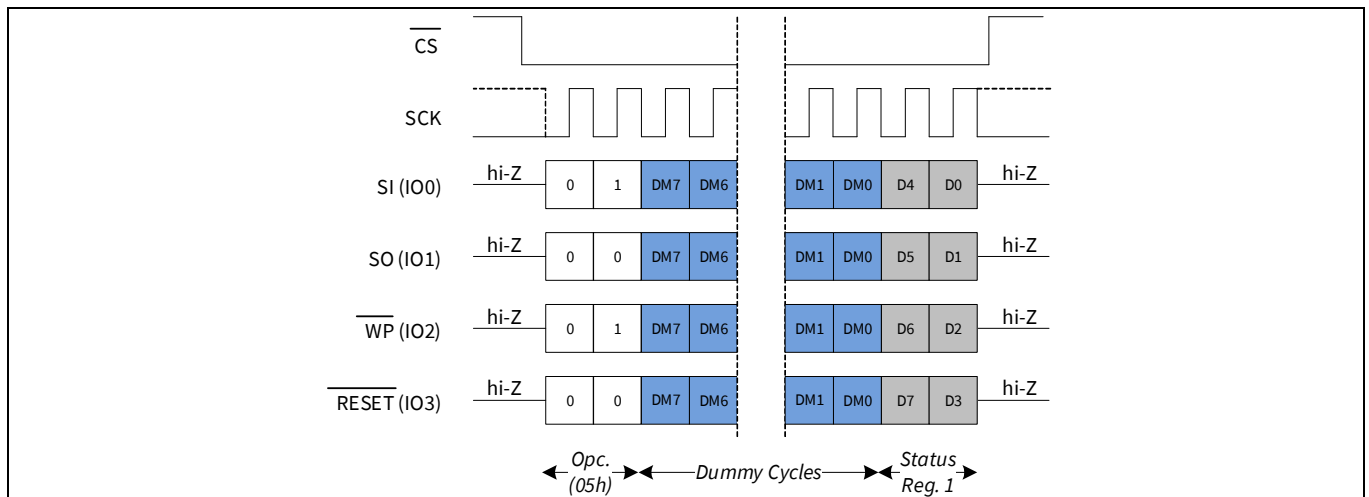 CS
SCK
SI (IO0) hi-Z 0 1 DM7 DM6 DM1 DM0 D4 D0 hi-Z
SO (IO1) hi-Z 0 0 DM7 DM6 DM1 DM0 D5 D1 hi-Z
WP (IO2) hi-Z 0 1 DM7 DM6 DM1 DM0 D6 D2 hi-Z
RESET (IO3) hi-Z 0 0 DM7 DM6 DM1 DM0 D7 D3 hi-Z
Opc. Dummy Cycles Status
(05h) Reg. 1